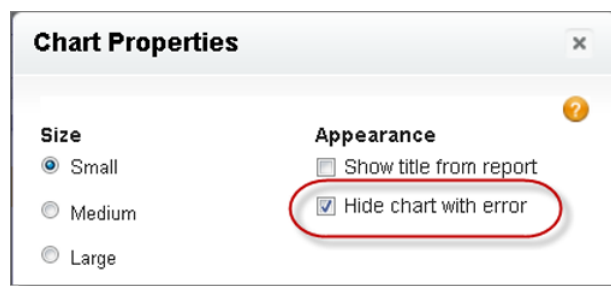 Chart Properties
×
?
Size
Appearance
Small
Show title from report
Medium
Hide chart with error
Large